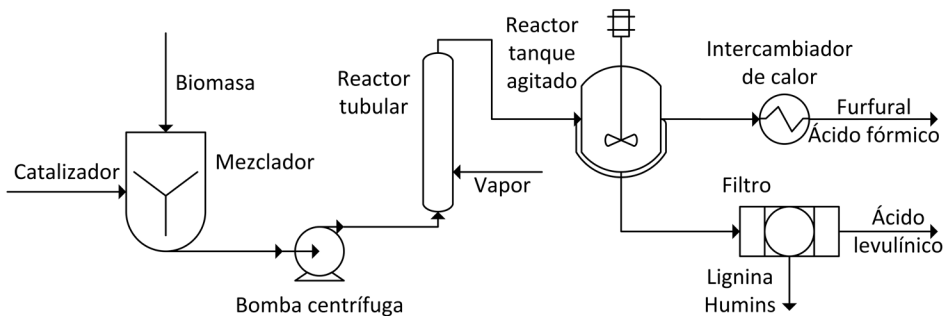 Biomasa
Catalizador
Mezclador
Bomba centrífuga
Reactor
tubular
Vapor
Reactor
tanque
agitado
Intercambiador
de calor
Furfural
Ácido fórmico
Filtro
Ácido
levulínico
Lignina
Humins